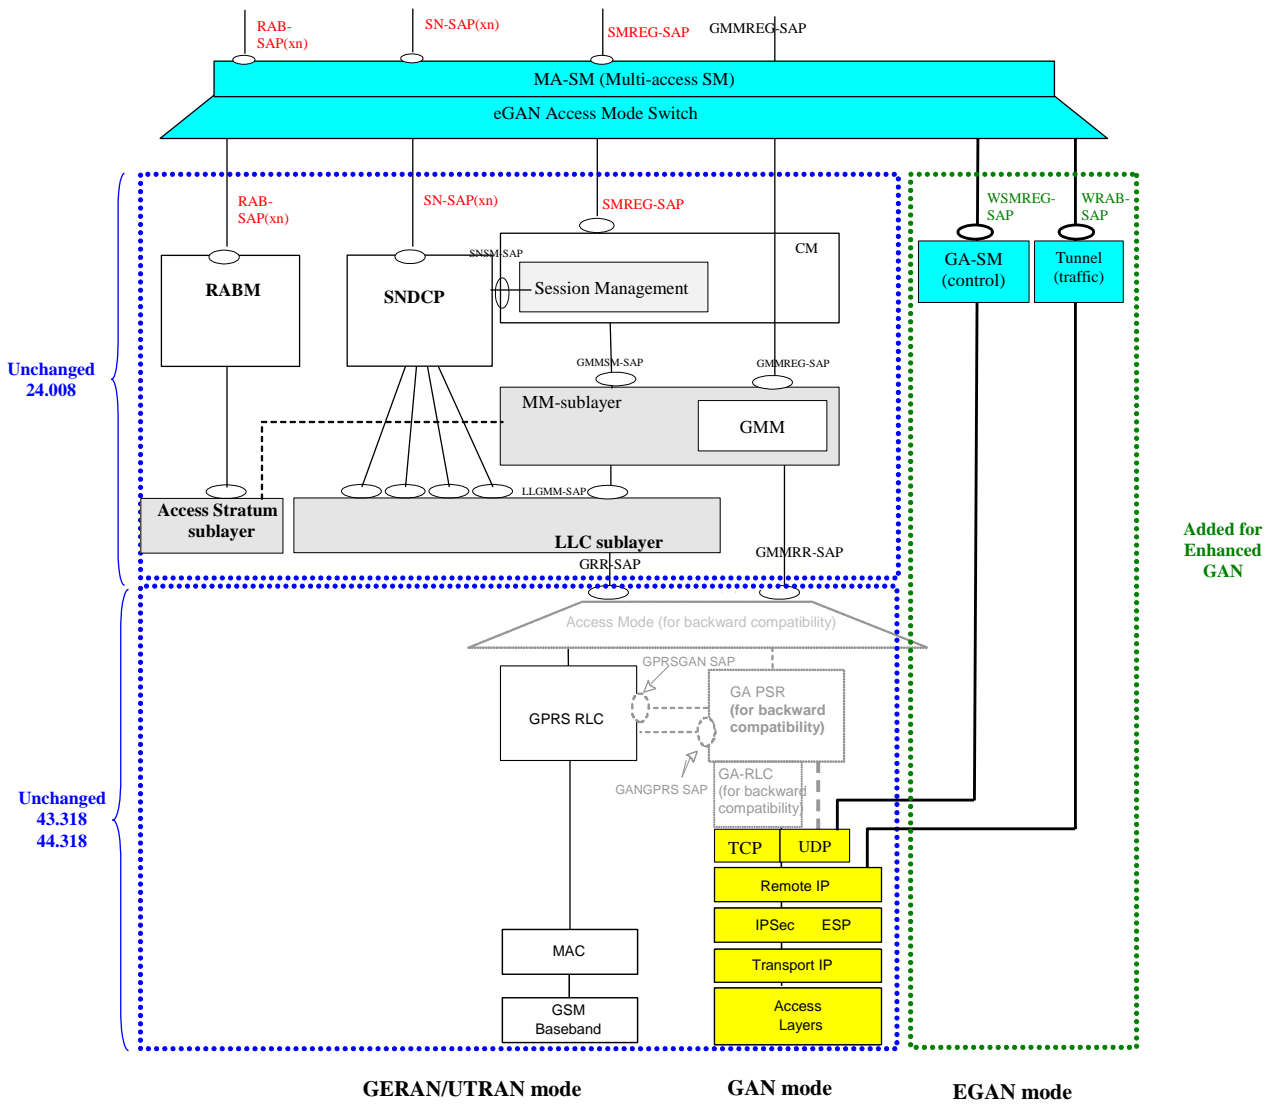 RAB-
SAP(xn)
SN-SAP(xn)
SMREG-SAP
GMMREG-SAP
MA-SM (Multi-access SM)
eGAN Access Mode Switch
RAB-
SAP(xn)
SN-SAP(xn)
SMREG-SAP
WSMREG-
SAP
WRAB-
SAP
SNSM-SAP
CM
RABM
SNDCP
Session Management
GA-SM
(control)
Tunnel
(traffic)
Unchanged
24.008
GMMSM-SAP
GMMREG-SAP
MM-sublayer
GMM
LLGMM-SAP
Access Stratum
sublayer
LLC sublayer
GRR-SAP
GMMRR-SAP
Added for
Enhanced
GAN
Access Mode (for backward compatibility)
GPRSGAN SAP
GPRS RLC
GA PSR
(for backward
compatibility)
GANGPRS SAP
GA-RLC
(for backward
compatibility)
Unchanged
43.318
44.318
TCP
UDP
Remote IP
IPSec
ESP
Transport IP
Access
Layers
MAC
GSM
Baseband
GERAN/UTRAN mode
GAN mode
EGAN mode